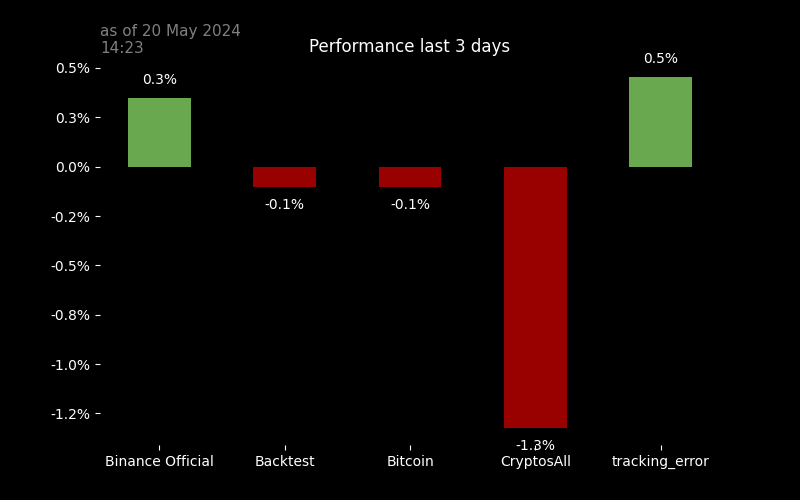 as of 20 May 2024
14:23
Performance last 3 days
0.5%
0.3%
0.0%
-0.2%
-0.5%
-0.8%
-1.0%
-1.2%
0.3%
-0.1%
-0.1%
-1.3%
0.5%
Binance Official
Backtest
Bitcoin
CryptosAll
tracking_error